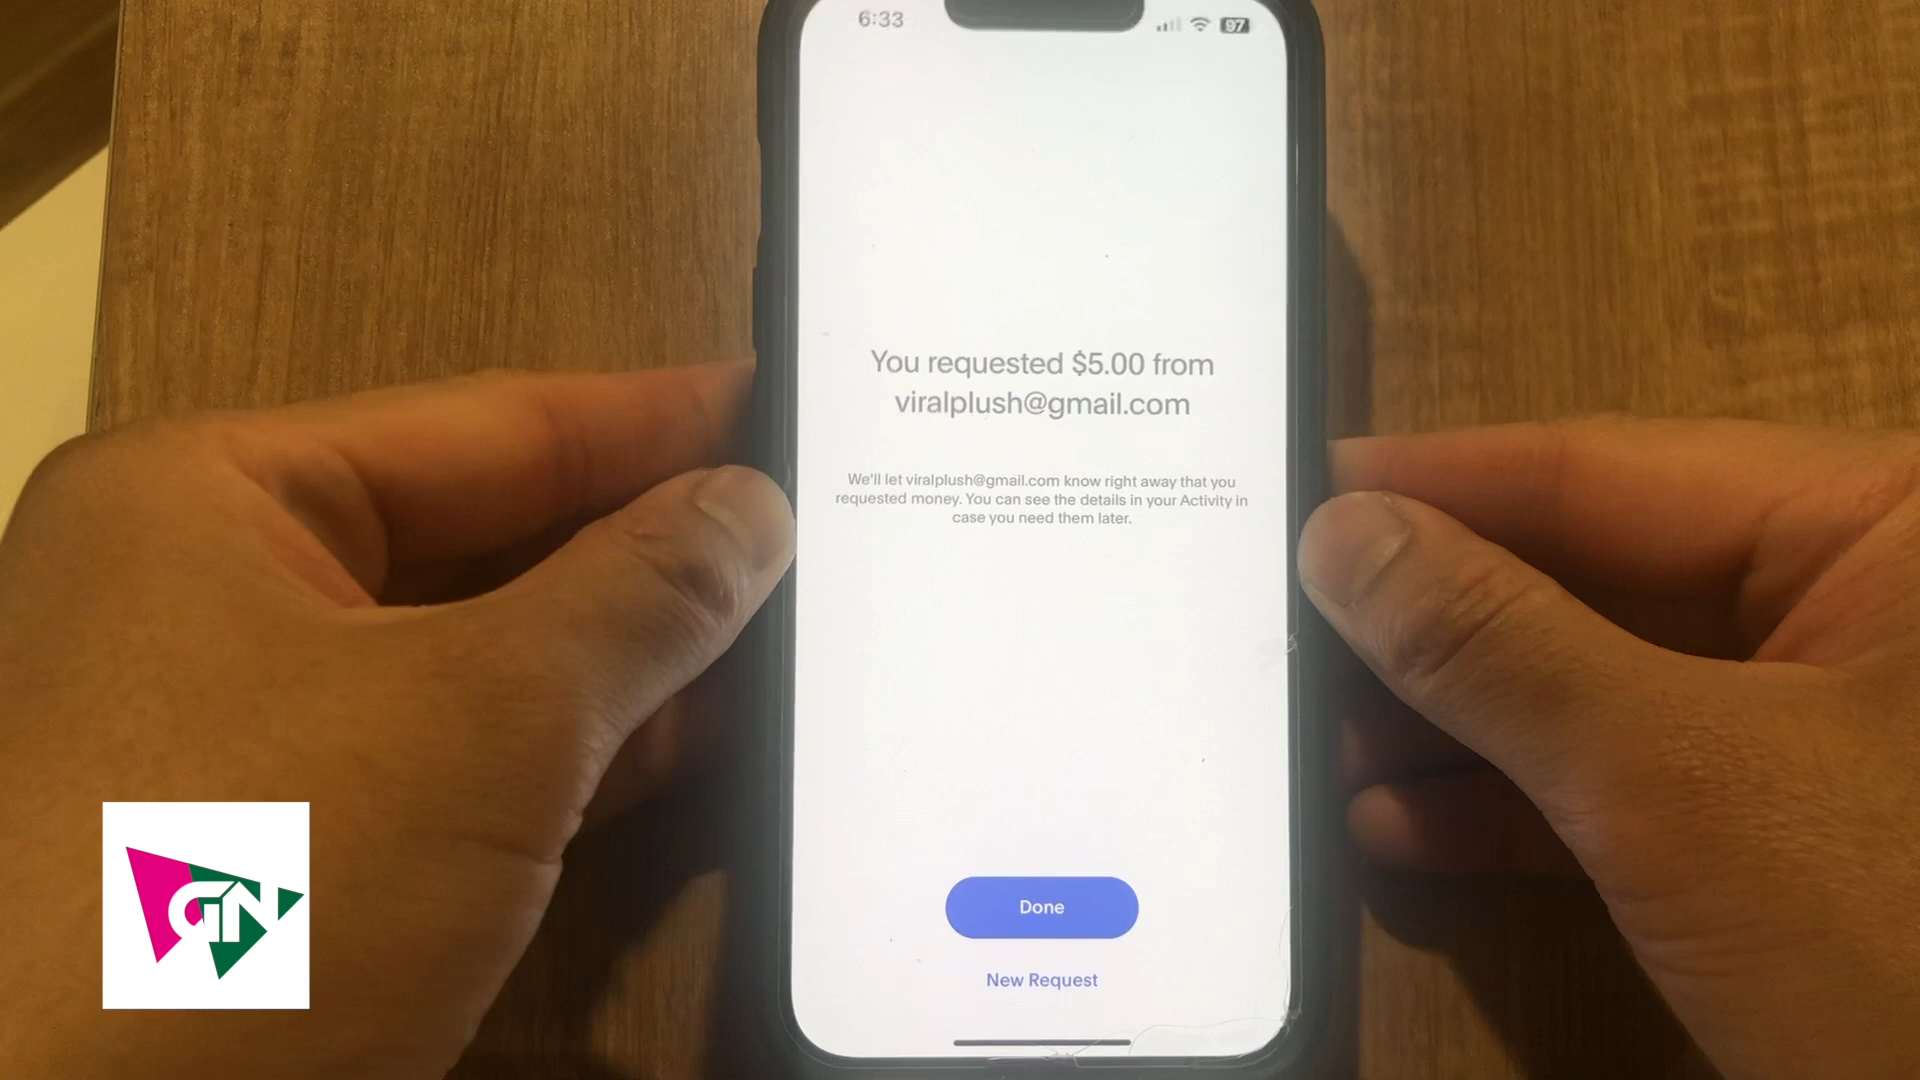 6:33
97
You requested $5.00 from
viralplush@gmail.com
We'll let viralplush@gmail.com know right away that you
requested money. You can see the details in your Activity in
case you need them later.
Done
New Request
GiN